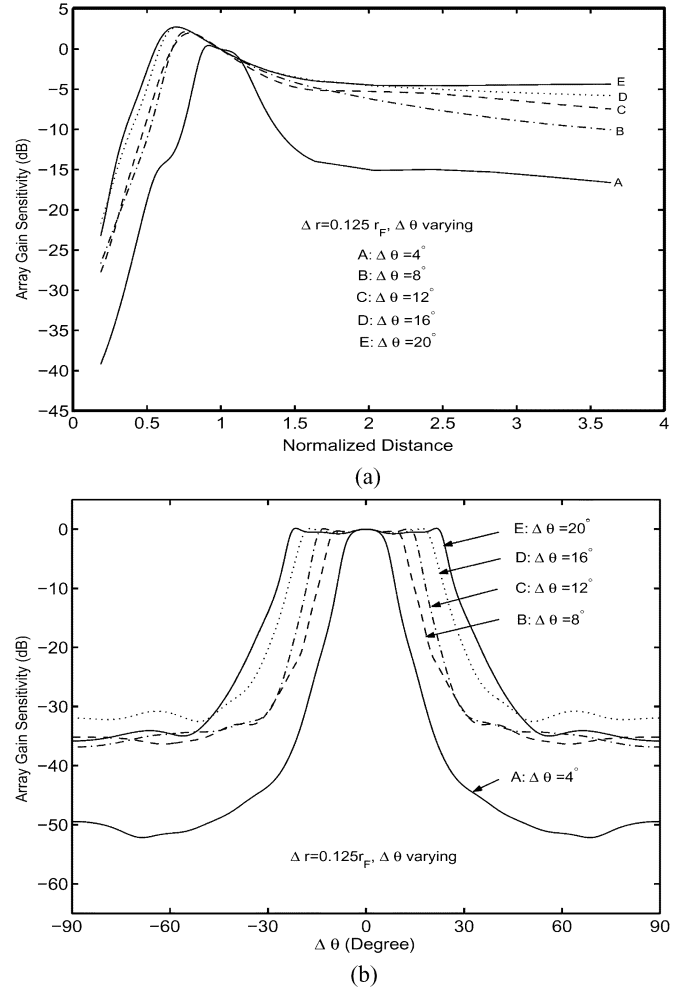 5
0
−5
−10
−15
−20
−25
−30
−35
−40
−45
Array Gain Sensitivity (dB)
E
D
C
B
A
Δ r=0.125 r_F, Δ θ varying
A: Δ θ =4°
B: Δ θ =8°
C: Δ θ =12°
D: Δ θ =16°
E: Δ θ =20°
0 0.5 1 1.5 2 2.5 3 3.5 4
Normalized Distance
(a)
0
−10
−20
−30
−40
−50
−60
Array Gain Sensitivity (dB)
E: Δ θ =20°
D: Δ θ =16°
C: Δ θ =12°
B: Δ θ =8°
A: Δ θ =4°
Δ r=0.125r_F, Δ θ varying
−90 −60 −30 0 30 60 90
Δ θ (Degree)
(b)